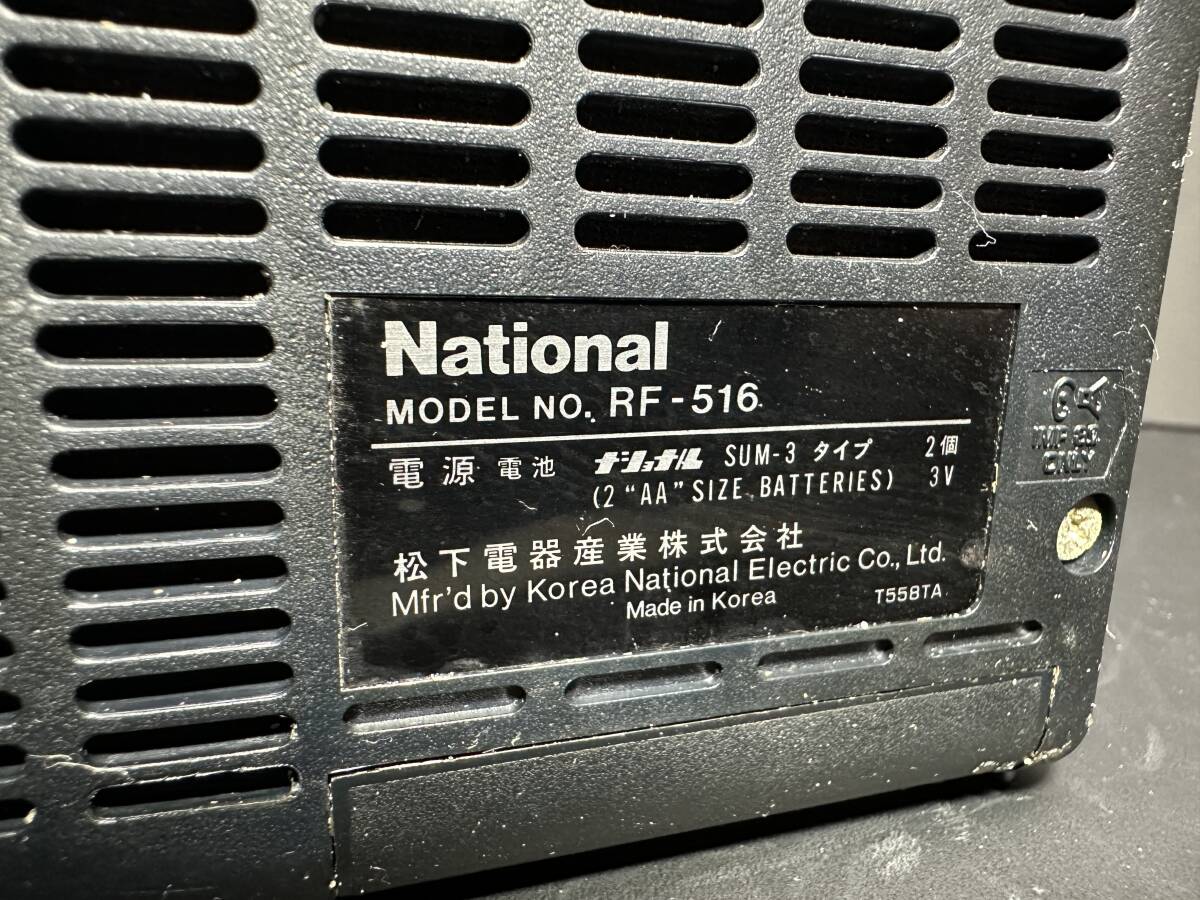 National
MODEL NO. RF-516
電源 電池 ナショナル SUM-3 タイプ 2個
(2 "AA" SIZE BATTERIES) 3V
松下電器産業株式会社
Mfr'd by Korea National Electric Co., Ltd.
Made in Korea T558TA
ONLY